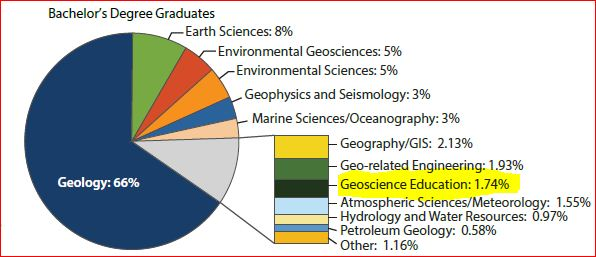 Bachelor's Degree Graduates
Earth Sciences: 8%
Environmental Geosciences: 5%
Environmental Sciences: 5%
Geophysics and Seismology: 3%
Marine Sciences/Oceanography: 3%
Geography/GIS: 2.13%
Geo-related Engineering: 1.93%
Geology: 66%
Geoscience Education: 1.74%
Atmospheric Sciences/Meteorology: 1.55%
Hydrology and Water Resources: 0.97%
Petroleum Geology: 0.58%
Other: 1.16%